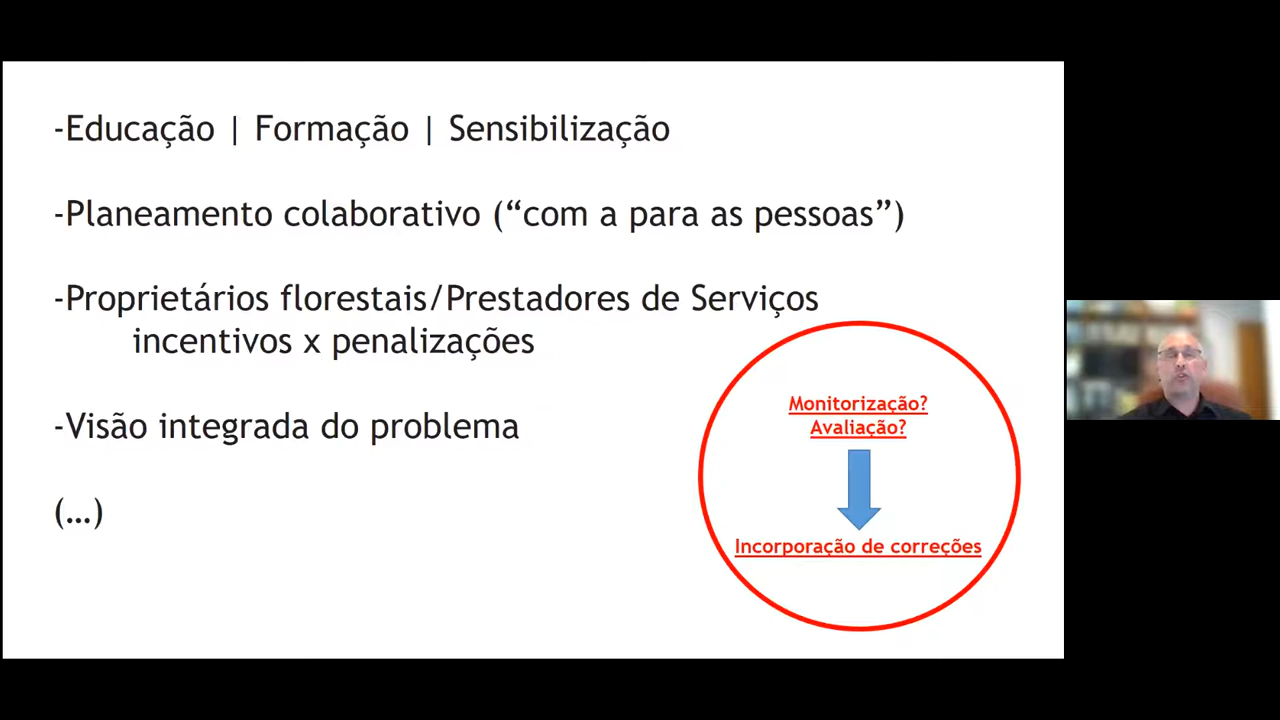 -Educação | Formação | Sensibilização
-Planeamento colaborativo (“com a para as pessoas”)
-Proprietários florestais/Prestadores de Serviços
incentivos x penalizações
-Visão integrada do problema
(…)
Monitorização?
Avaliação?
Incorporação de correções